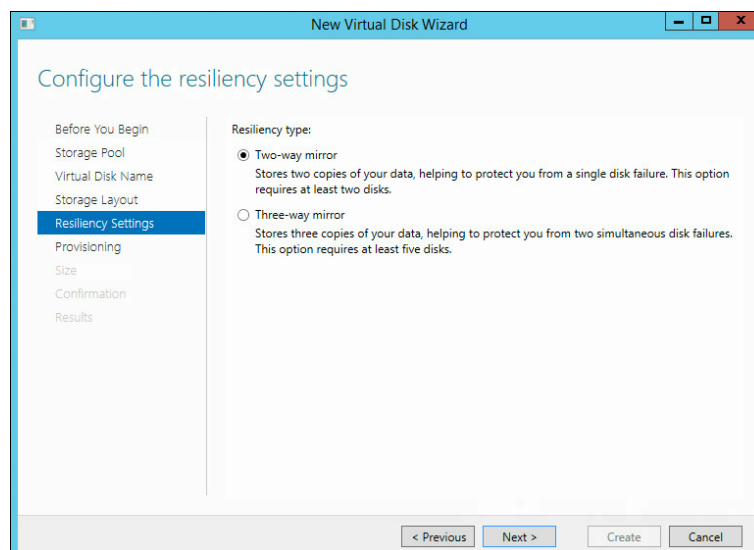 New Virtual Disk Wizard
Configure the resiliency settings
Before You Begin
Storage Pool
Virtual Disk Name
Storage Layout
Resiliency Settings
Provisioning
Size
Confirmation
Results
Resiliency type:
Two-way mirror
Stores two copies of your data, helping to protect you from a single disk failure. This option
requires at least two disks.
Three-way mirror
Stores three copies of your data, helping to protect you from two simultaneous disk failures.
This option requires at least five disks.
< Previous
Next >
Create
Cancel